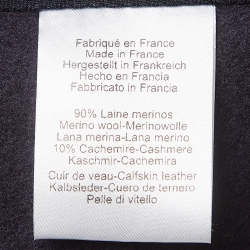 Fabriqué en France
Made in France
Hergestellt in Frankreich
Hecho en Francia
Fabbricato in Francia
90% Laine merinos
Merino wool-Merinowolle
Lana merina-Lana merino
10% Cachemire-Cashmere
Kaschmir-Cachemira
Cuir de veau-Calfskin leather
Kalbsleder-Cuero de ternero
Pelle di vitello